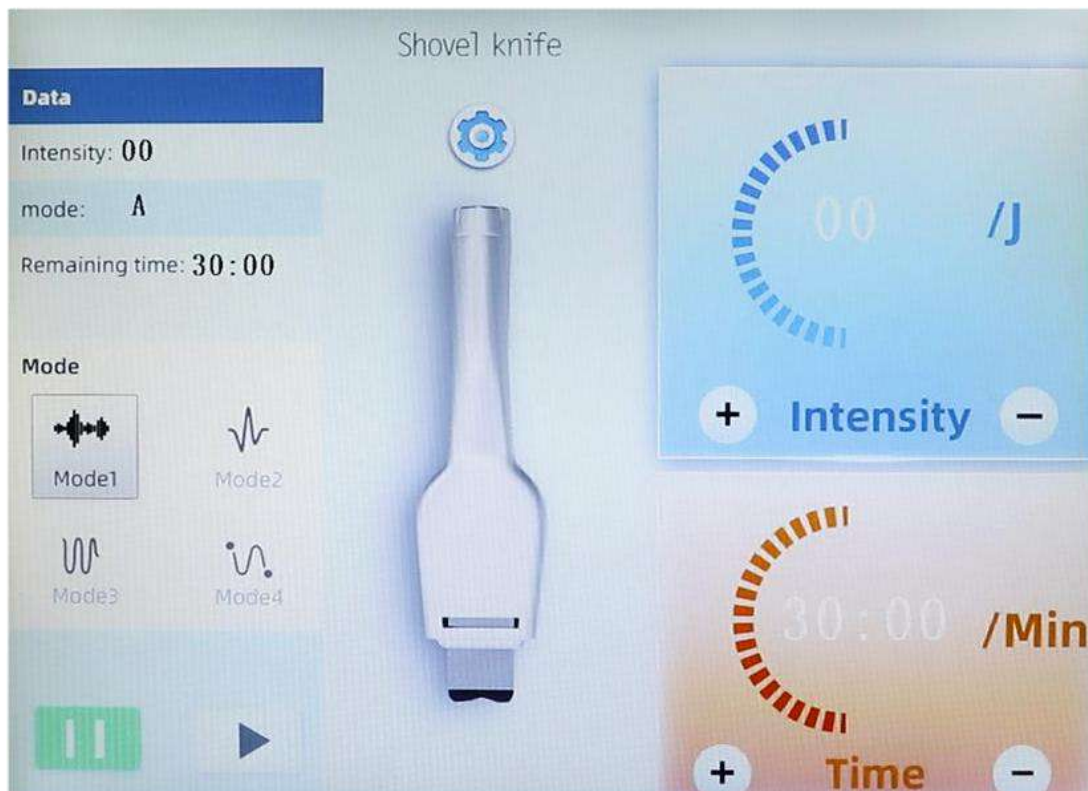 Shovel knife
Data
Intensity: 00
mode: A
Remaining time: 30:00
Mode
Mode1
Mode2
Mode3
Mode4
00 /J
+ Intensity −
30:00 /Min
+ Time −